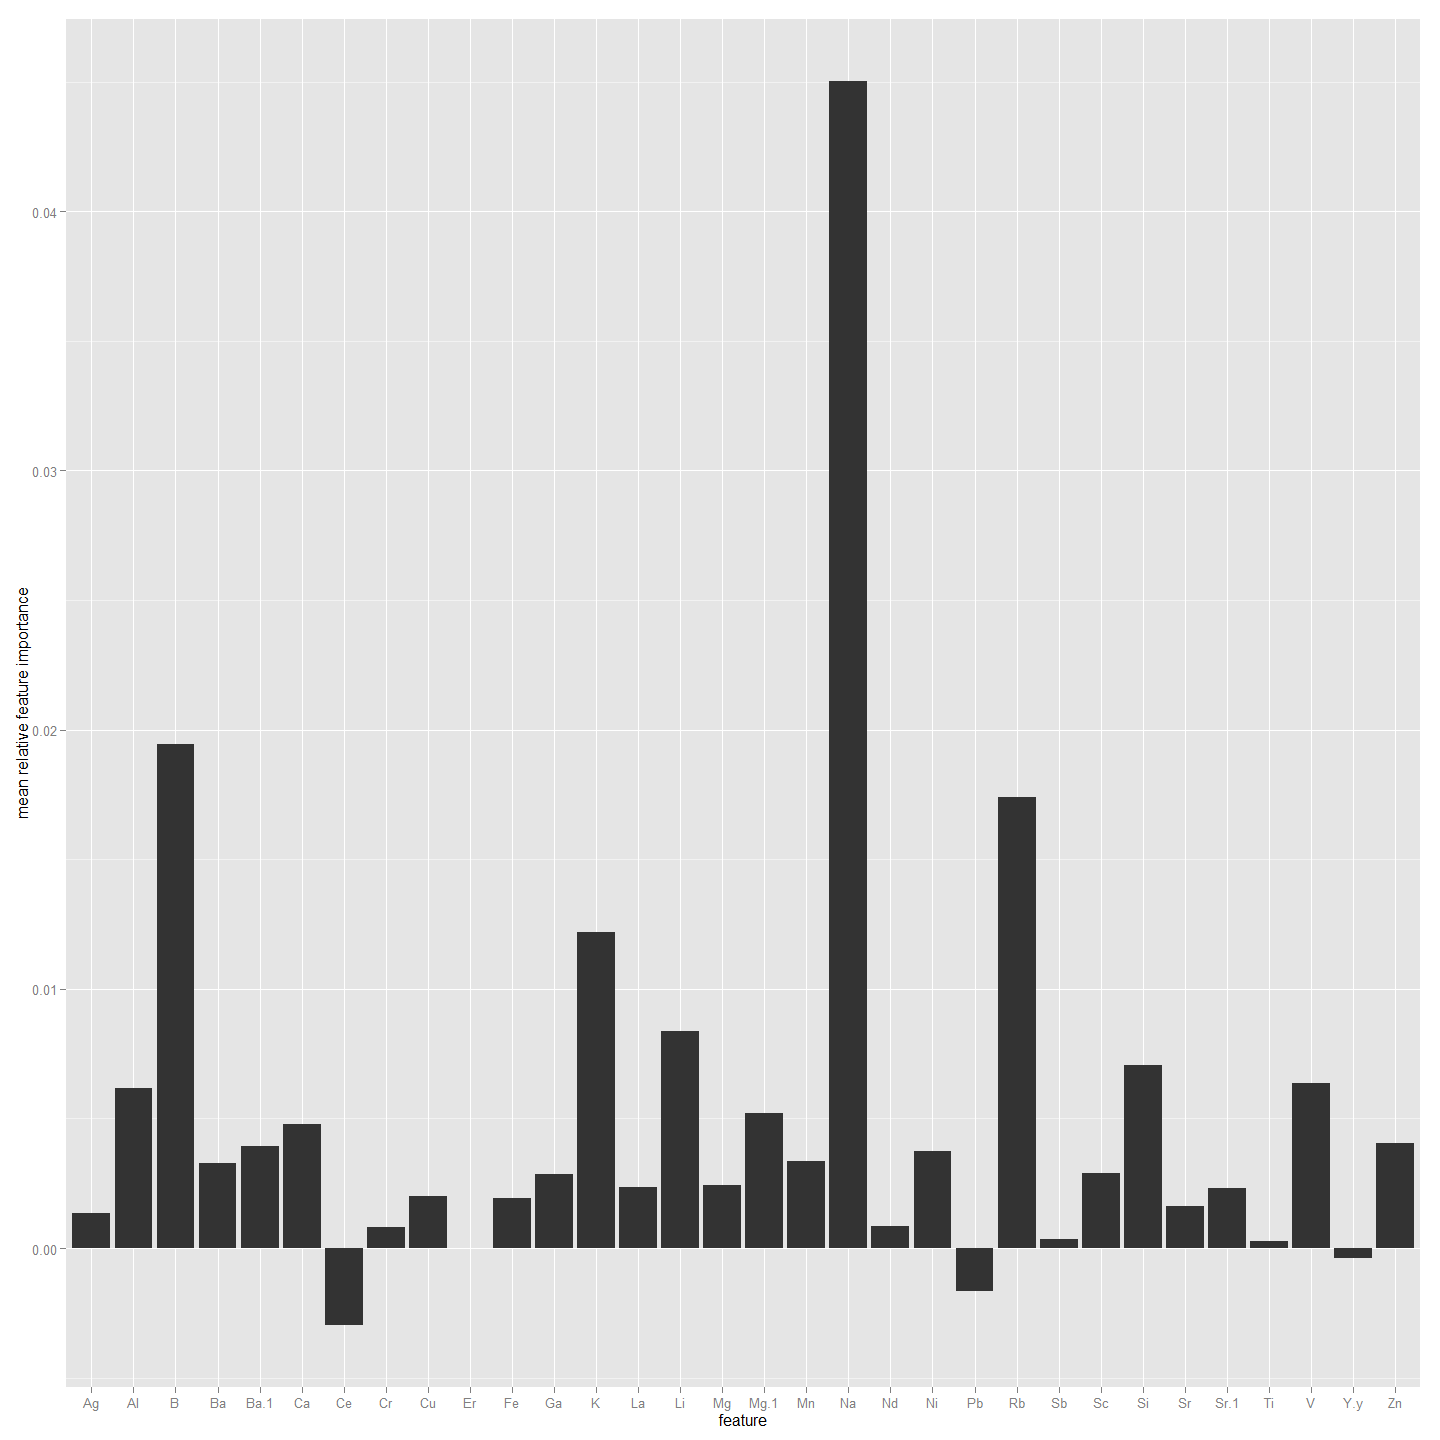 mean relative feature importance
0.04
0.03
0.02
0.01
0.00
Ag Al B Ba Ba.1 Ca Ce Cr Cu Er Fe Ga K La Li Mg Mg.1 Mn Na Nd Ni Pb Rb Sb Sc Si Sr Sr.1 Ti V Y.y Zn
feature